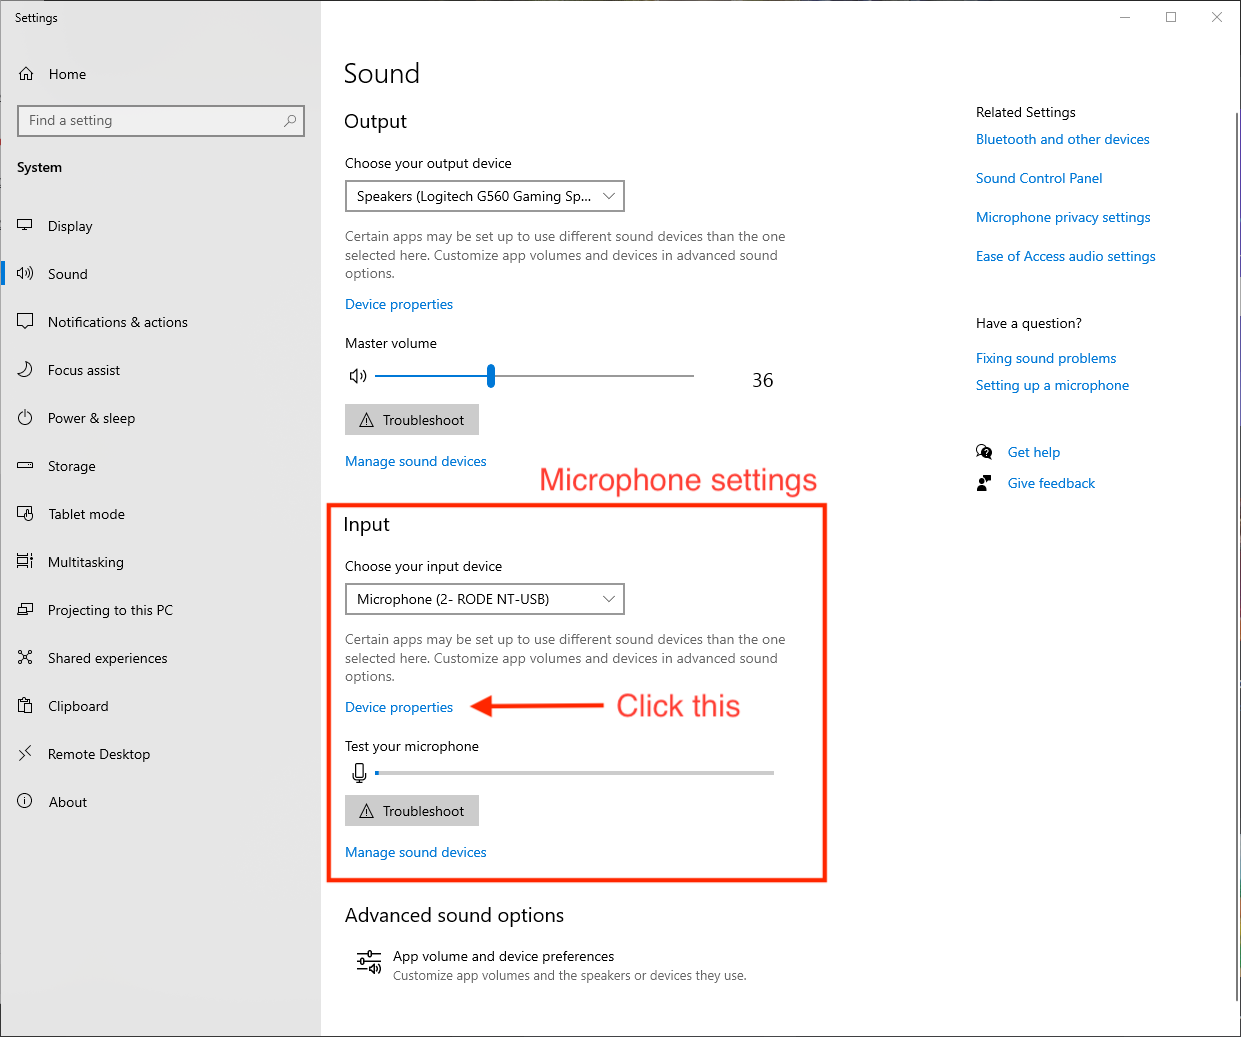 Settings
Home
Find a setting
System
Display
Sound
Notifications & actions
Focus assist
Power & sleep
Storage
Tablet mode
Multitasking
Projecting to this PC
Shared experiences
Clipboard
Remote Desktop
About
Sound
Output
Choose your output device
Speakers (Logitech G560 Gaming Sp...
Certain apps may be set up to use different sound devices than the one
selected here. Customize app volumes and devices in advanced sound
options.
Device properties
Master volume
36
Troubleshoot
Manage sound devices
Microphone settings
Input
Choose your input device
Microphone (2- RODE NT-USB)
Certain apps may be set up to use different sound devices than the one
selected here. Customize app volumes and devices in advanced sound
options.
Device properties
Click this
Test your microphone
Troubleshoot
Manage sound devices
Advanced sound options
App volume and device preferences
Customize app volumes and the speakers or devices they use.
Related Settings
Bluetooth and other devices
Sound Control Panel
Microphone privacy settings
Ease of Access audio settings
Have a question?
Fixing sound problems
Setting up a microphone
Get help
Give feedback